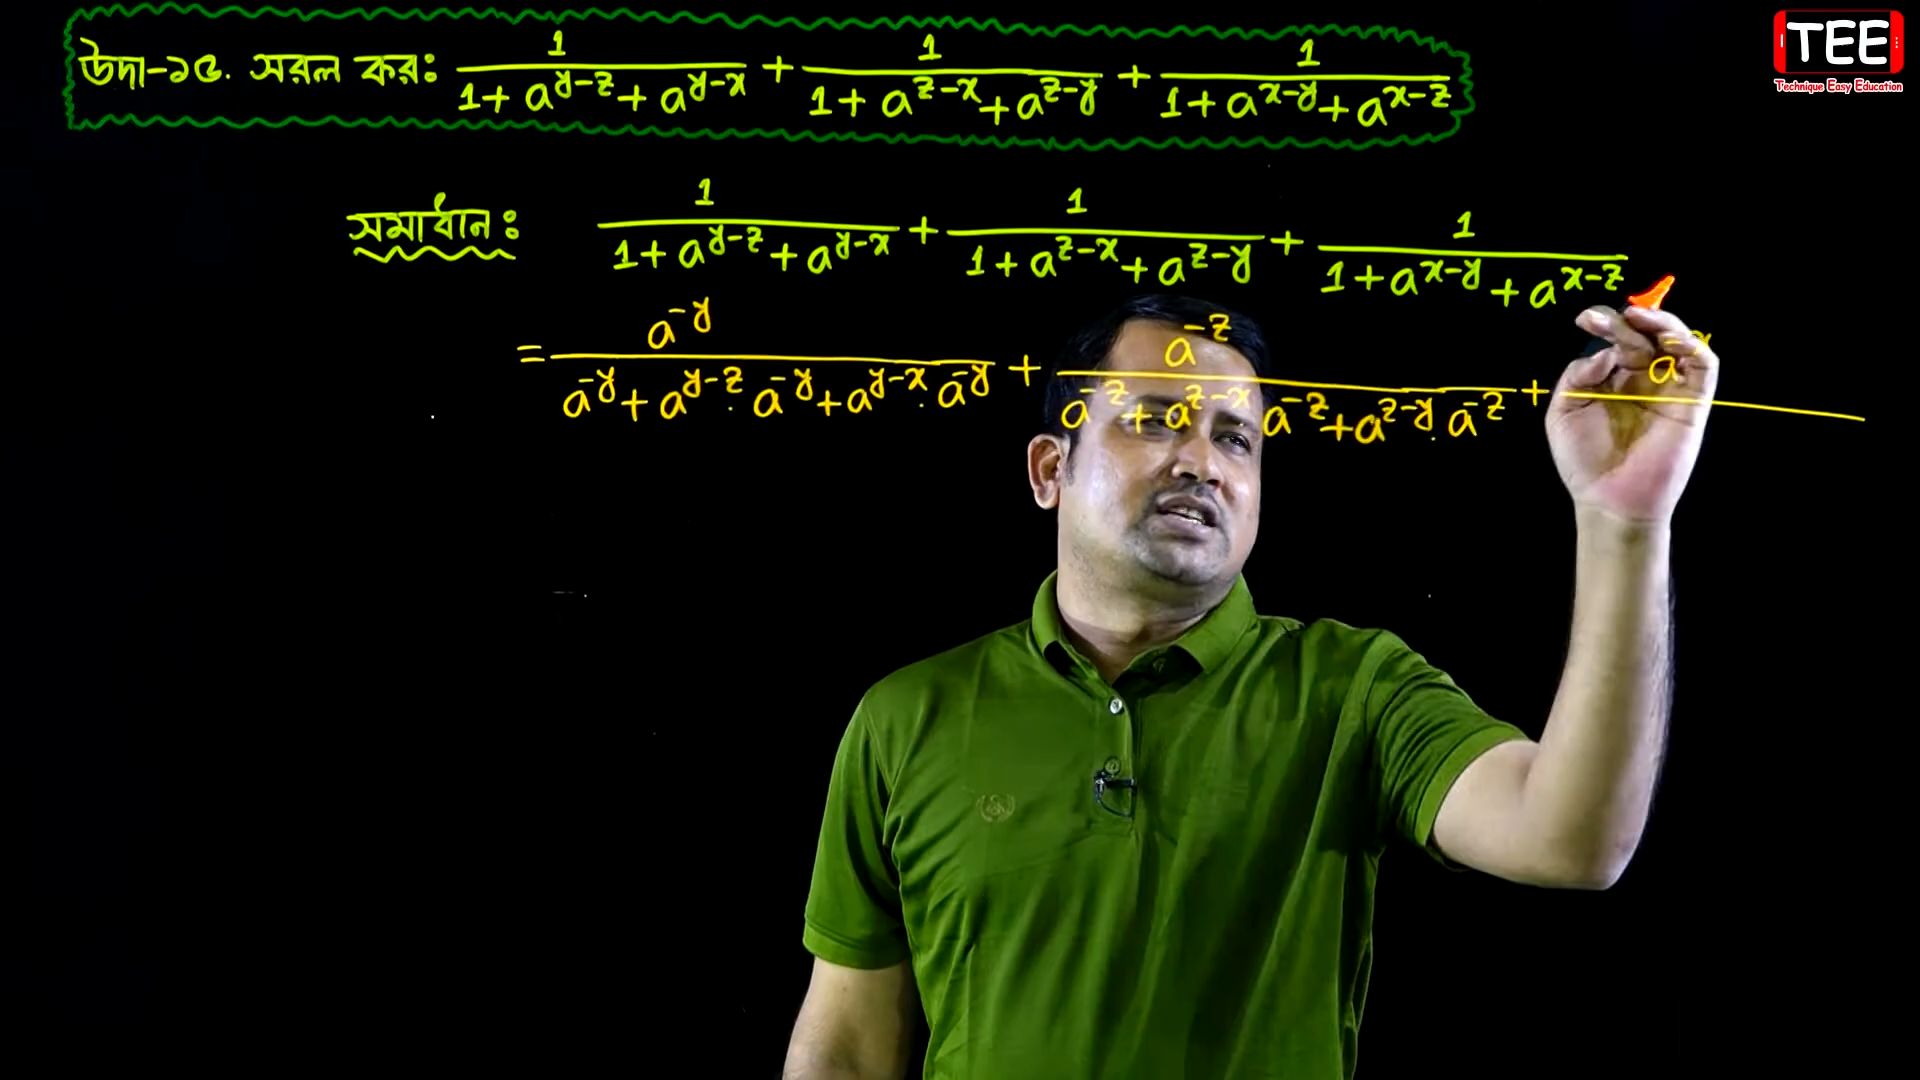 TEE
Technique Easy Education
উদা-১৫. সরল করঃ 1/(1+a^(y-z)+a^(y-x)) + 1/(1+a^(z-x)+a^(z-y)) + 1/(1+a^(x-y)+a^(x-z))
সমাধানঃ 1/(1+a^(y-z)+a^(y-x)) + 1/(1+a^(z-x)+a^(z-y)) + 1/(1+a^(x-y)+a^(x-z))
= a^(-y)/(a^(-y)+a^(y-z).a^(-y)+a^(y-x).a^(-y)) + a^(-z)/(a^(-z)+a^(z-x) a^(-z)+a^(z-y).a^(-z)) + a